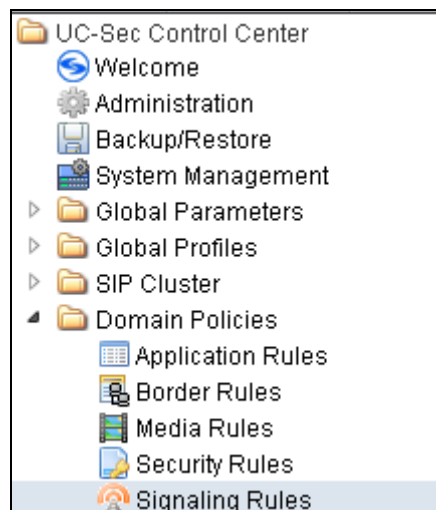 UC-Sec Control Center
Welcome
Administration
Backup/Restore
System Management
Global Parameters
Global Profiles
SIP Cluster
Domain Policies
Application Rules
Border Rules
Media Rules
Security Rules
Signaling Rules